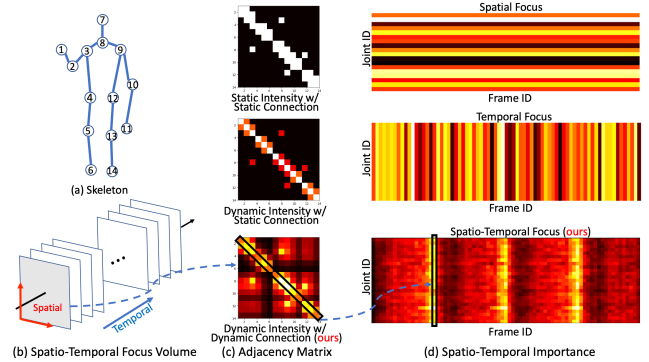 7
1
8
9
3
2
10
4
12
5
11
13
6
14
(a) Skeleton
Spatial
Temporal
(b) Spatio-Temporal Focus Volume
Static Intensity w/
Static Connection
Dynamic Intensity w/
Static Connection
Dynamic Intensity w/
Dynamic Connection (ours)
(c) Adjacency Matrix
Spatial Focus
Joint ID
Frame ID
Temporal Focus
Joint ID
Frame ID
Spatio-Temporal Focus (ours)
Joint ID
Frame ID
(d) Spatio-Temporal Importance